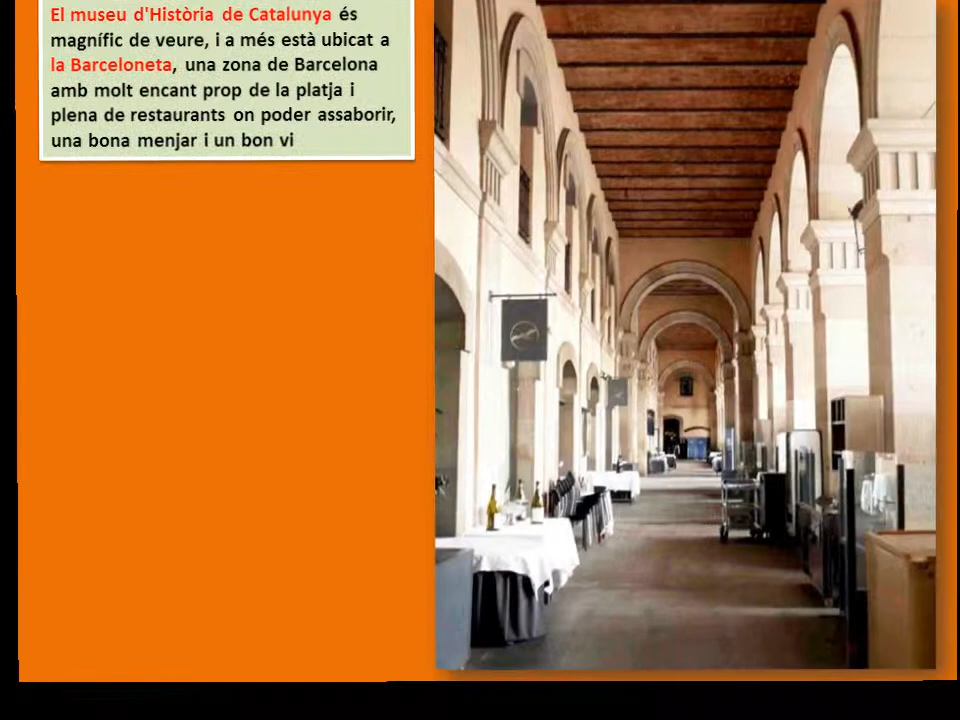 El museu d'Història de Catalunya és
magnífic de veure, i a més està ubicat a
la Barceloneta, una zona de Barcelona
amb molt encant prop de la platja i
plena de restaurants on poder assaborir,
una bona menjar i un bon vi